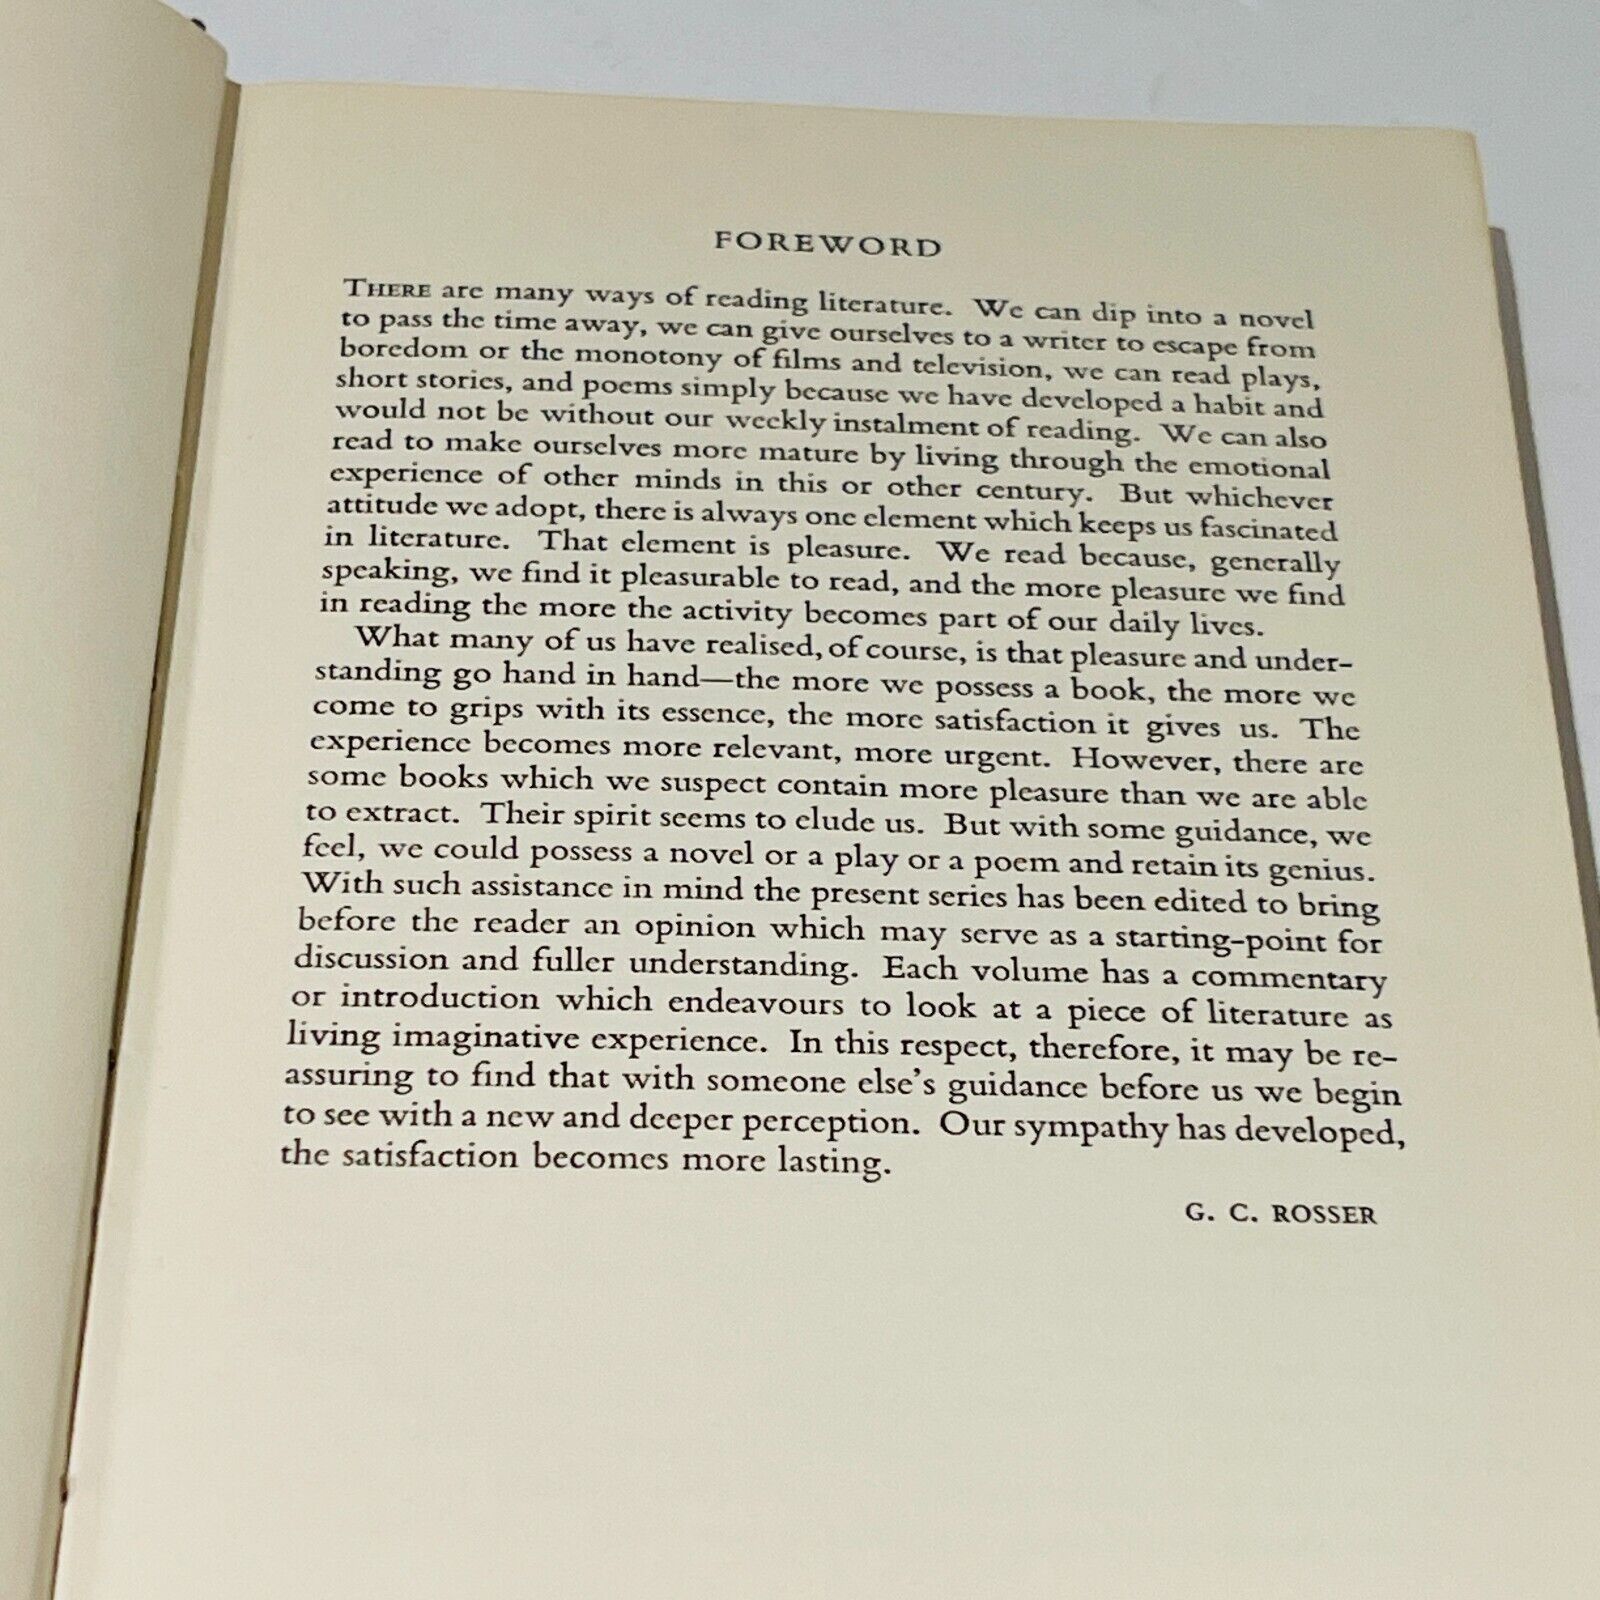 FOREWORD
THERE are many ways of reading literature. We can dip into a novel
to pass the time away, we can give ourselves to a writer to escape from
boredom or the monotony of films and television, we can read plays,
short stories, and poems simply because we have developed a habit and
would not be without our weekly instalment of reading. We can also
read to make ourselves more mature by living through the emotional
experience of other minds in this or other century. But whichever
attitude we adopt, there is always one element which keeps us fascinated
in literature. That element is pleasure. We read because, generally
speaking, we find it pleasurable to read, and the more pleasure we find
in reading the more the activity becomes part of our daily lives.
What many of us have realised, of course, is that pleasure and under-
standing go hand in hand—the more we possess a book, the more we
come to grips with its essence, the more satisfaction it gives us. The
experience becomes more relevant, more urgent. However, there are
some books which we suspect contain more pleasure than we are able
to extract. Their spirit seems to elude us. But with some guidance, we
feel, we could possess a novel or a play or a poem and retain its genius.
With such assistance in mind the present series has been edited to bring
before the reader an opinion which may serve as a starting-point for
discussion and fuller understanding. Each volume has a commentary
or introduction which endeavours to look at a piece of literature as
living imaginative experience. In this respect, therefore, it may be re-
assuring to find that with someone else's guidance before us we begin
to see with a new and deeper perception. Our sympathy has developed,
the satisfaction becomes more lasting.
G. C. ROSSER